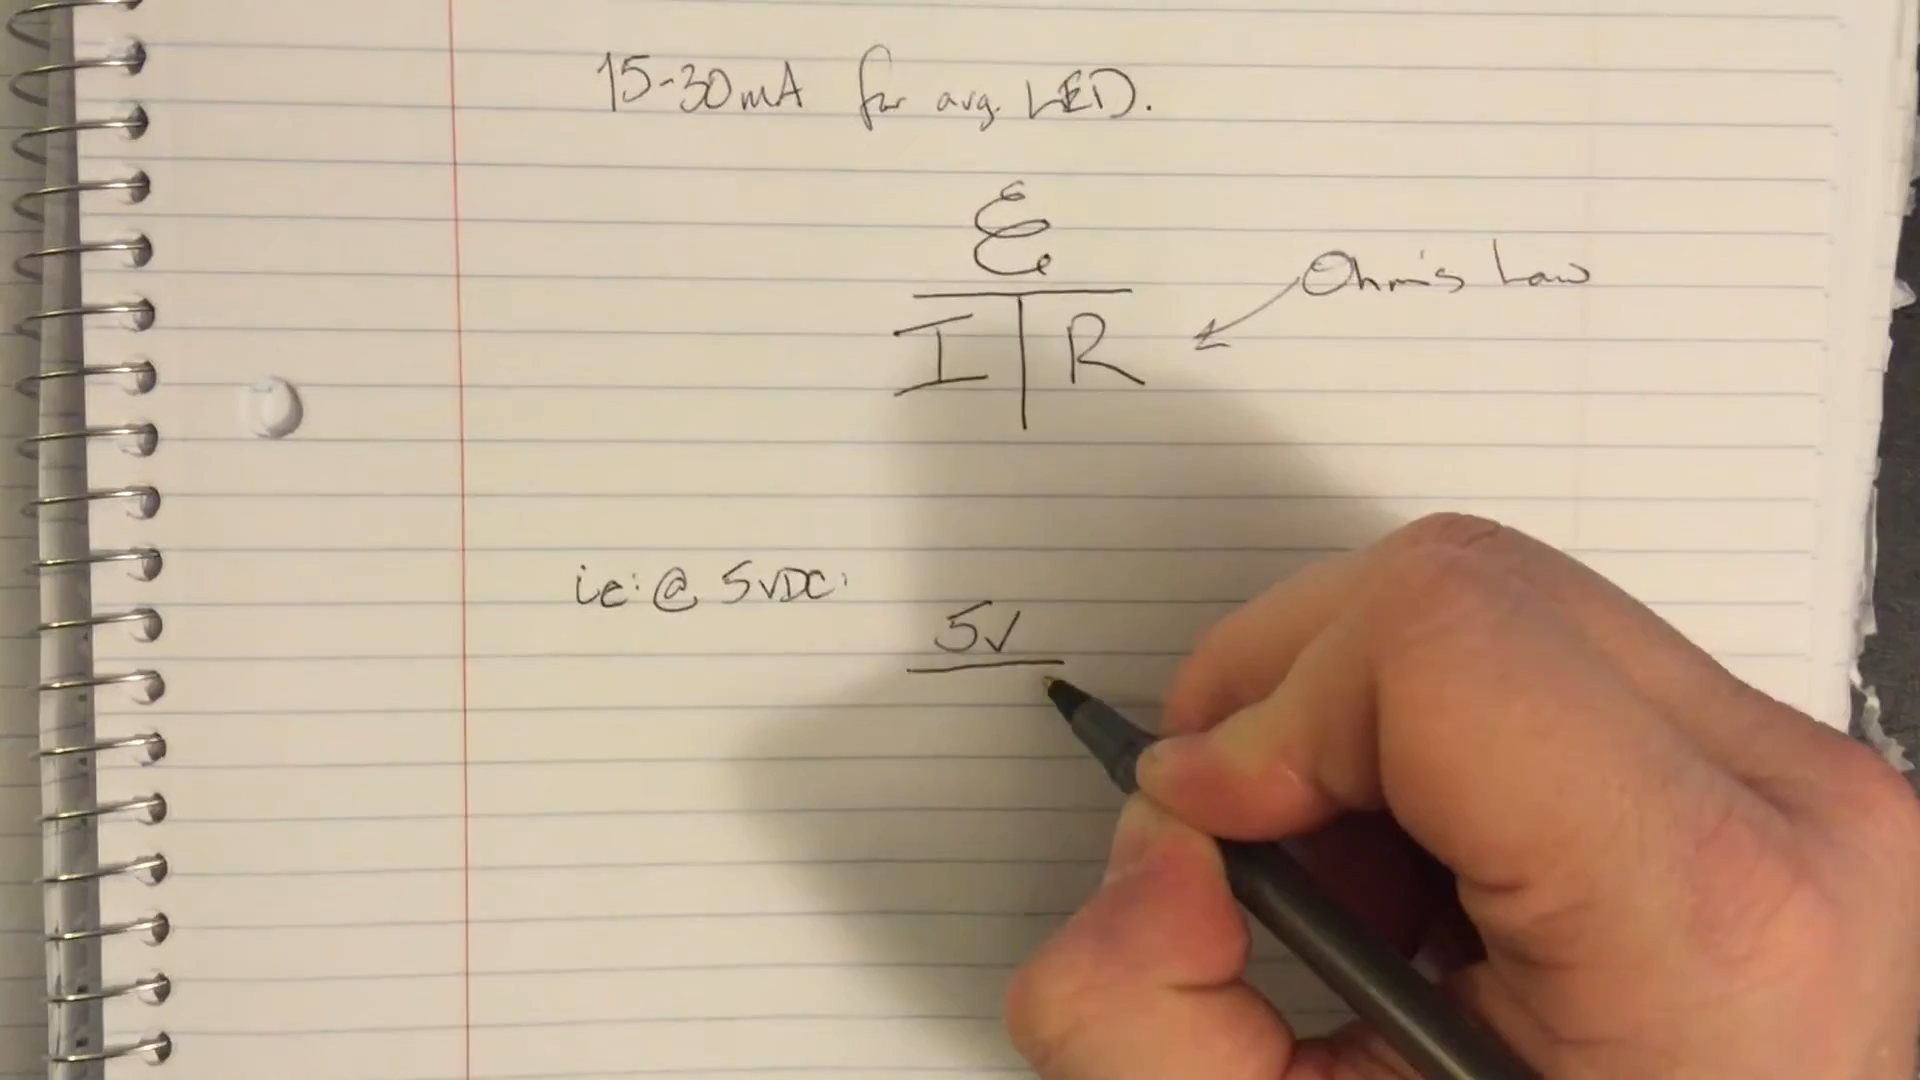 15-30mA for avg. LED.
E
I R
Ohm's Law
ie: @ 5VDC:
5V